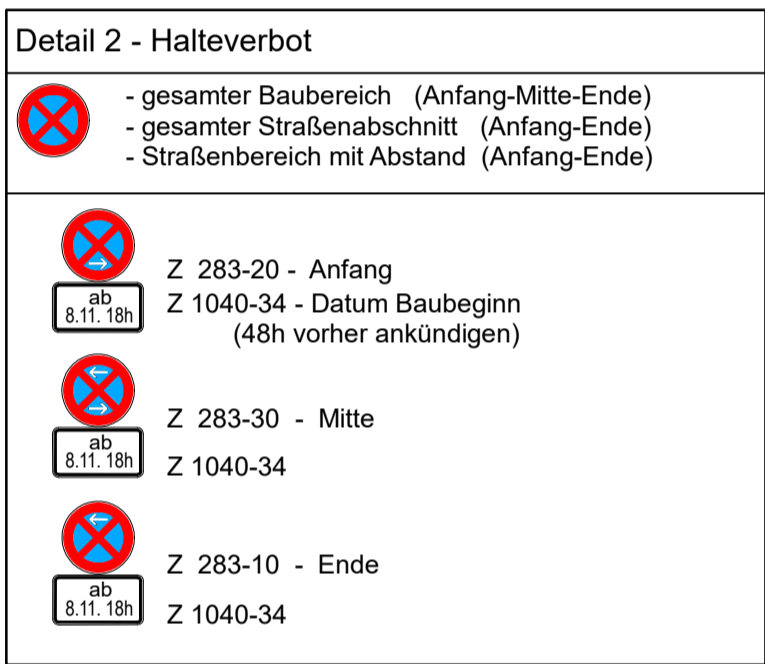 Detail 2 - Halteverbot
- gesamter Baubereich (Anfang-Mitte-Ende)
- gesamter Straßenabschnitt (Anfang-Ende)
- Straßenbereich mit Abstand (Anfang-Ende)
ab
8.11. 18h
Z 283-20 - Anfang
Z 1040-34 - Datum Baubeginn
(48h vorher ankündigen)
ab
8.11. 18h
Z 283-30 - Mitte
Z 1040-34
ab
8.11. 18h
Z 283-10 - Ende
Z 1040-34